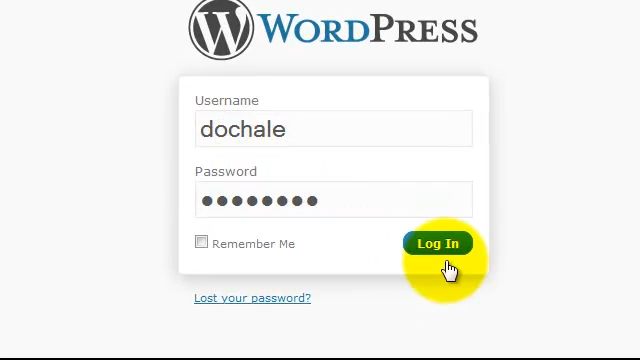 WORDPRESS
Username
dochale
Password
●●●●●●●●
Remember Me
Log In
Lost your password?